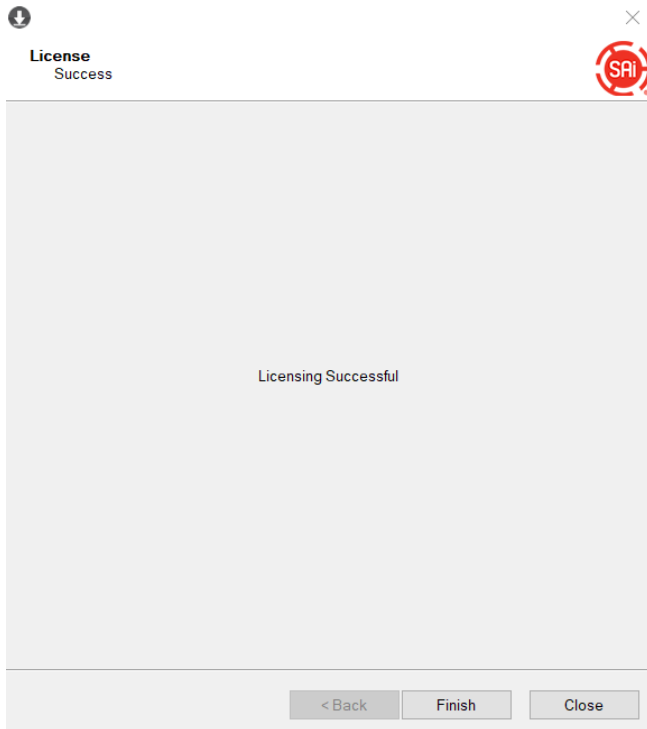 License
Success
SAi
Licensing Successful
< Back
Finish
Close